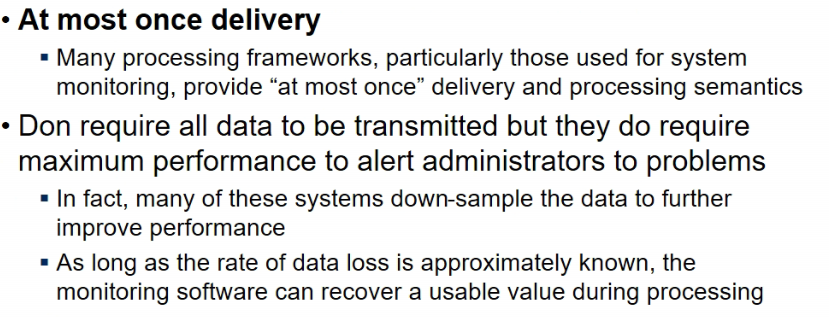 • At most once delivery
▪ Many processing frameworks, particularly those used for system
monitoring, provide “at most once” delivery and processing semantics
• Don require all data to be transmitted but they do require
maximum performance to alert administrators to problems
▪ In fact, many of these systems down-sample the data to further
improve performance
▪ As long as the rate of data loss is approximately known, the
monitoring software can recover a usable value during processing